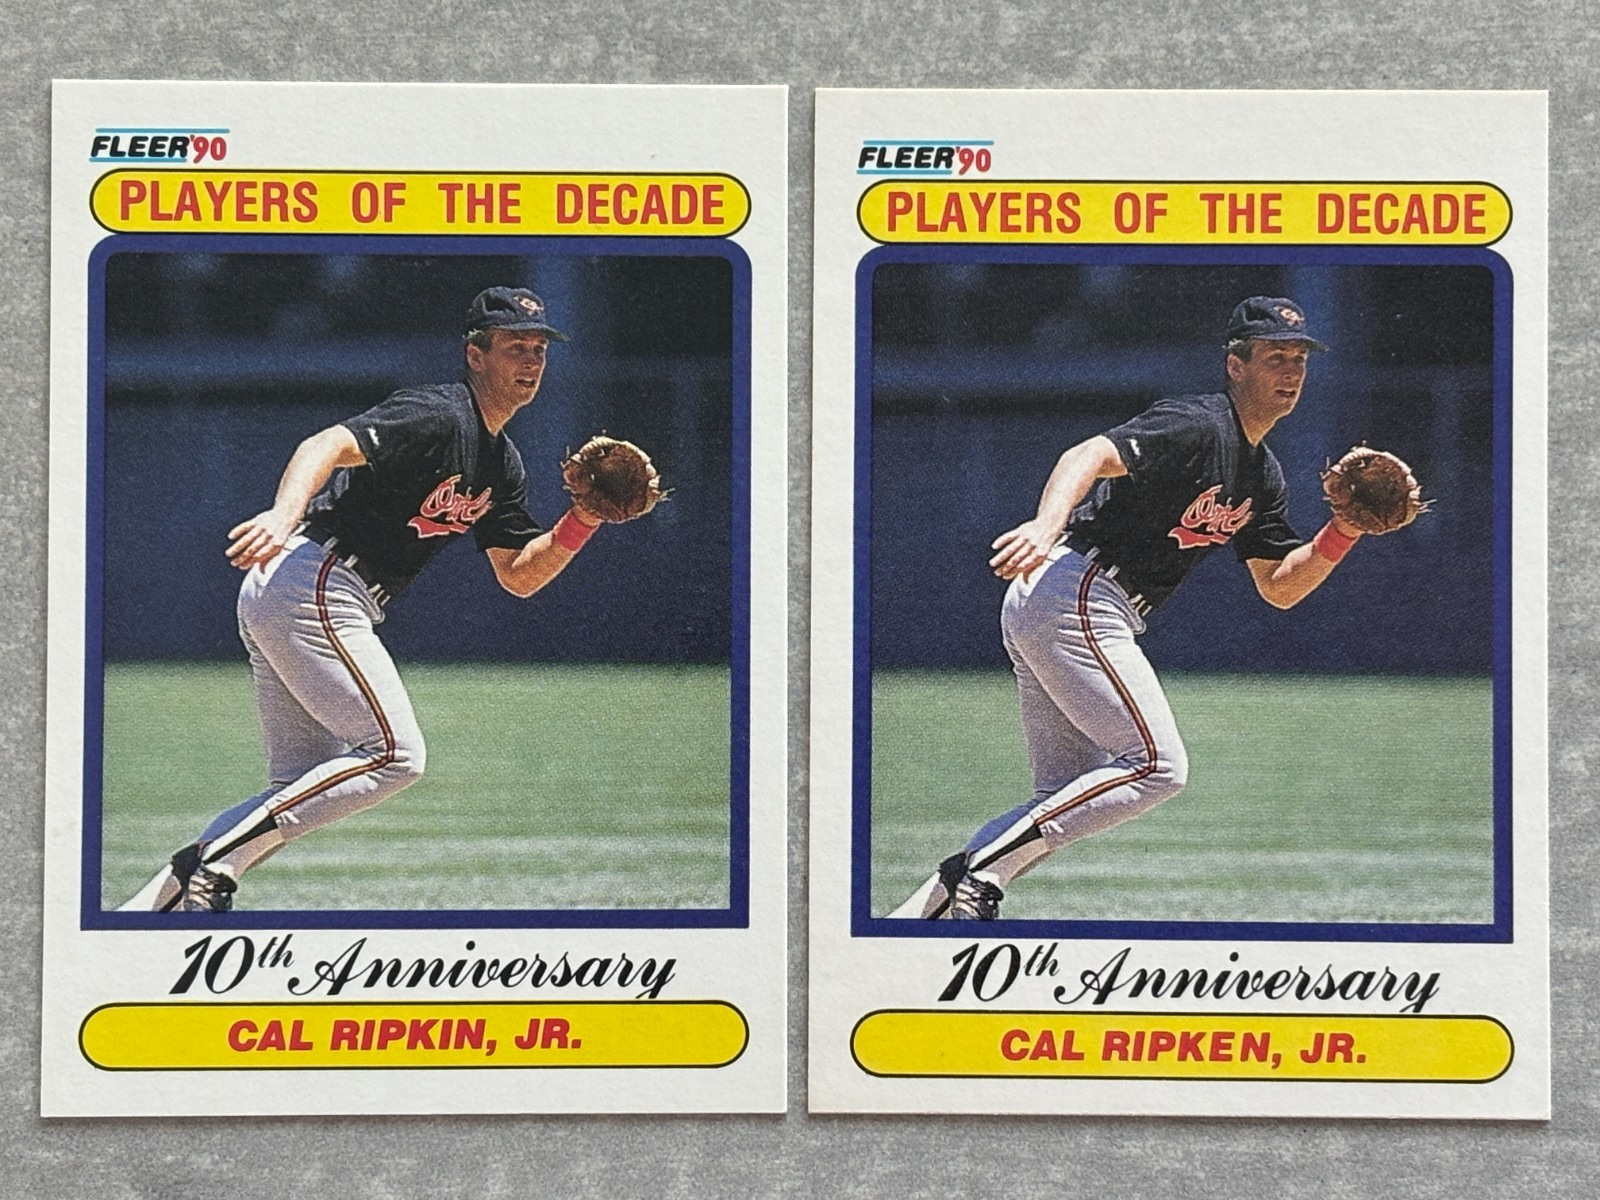 FLEER'90
PLAYERS OF THE DECADE
10th Anniversary
CAL RIPKIN, JR.
FLEER'90
PLAYERS OF THE DECADE
10th Anniversary
CAL RIPKEN, JR.